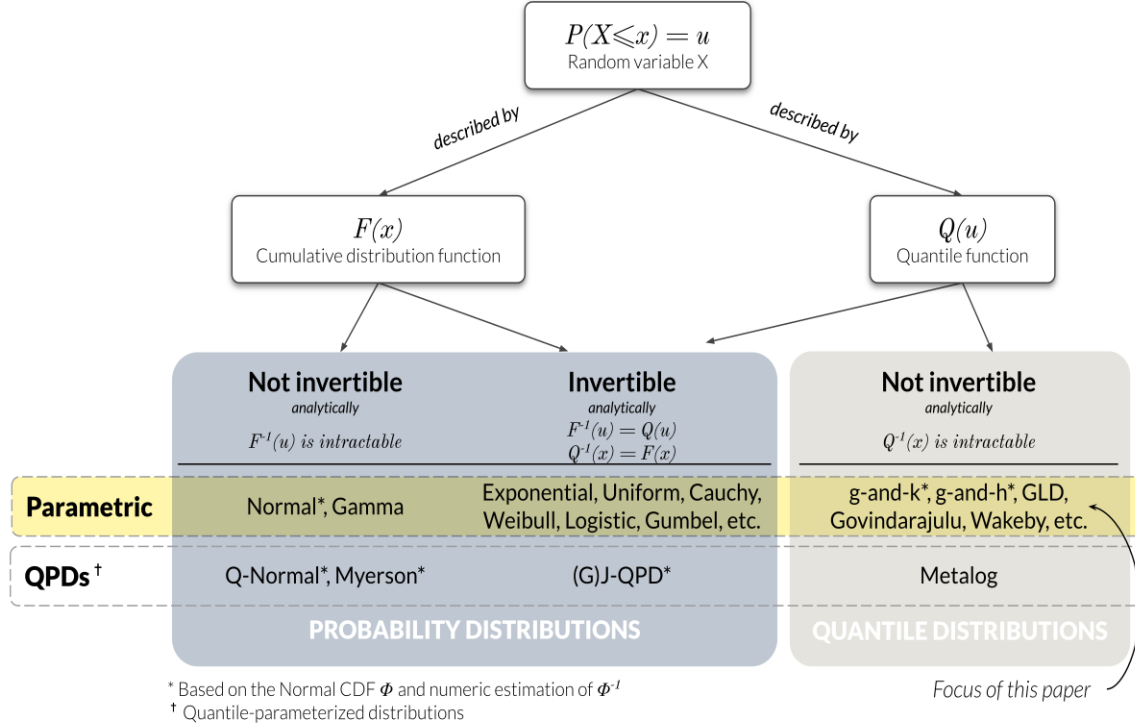 P(X⩽x) = u
Random variable X
described by
described by
F(x)
Cumulative distribution function
Q(u)
Quantile function
Not invertible
analytically
F⁻¹(u) is intractable
Invertible
analytically
F⁻¹(u) = Q(u)
Q⁻¹(x) = F(x)
Not invertible
analytically
Q⁻¹(x) is intractable
Parametric
Normal*, Gamma
Exponential, Uniform, Cauchy,
Weibull, Logistic, Gumbel, etc.
g-and-k*, g-and-h*, GLD,
Govindarajulu, Wakeby, etc.
QPDs †
Q-Normal*, Myerson*
(G)J-QPD*
Metalog
PROBABILITY DISTRIBUTIONS
QUANTILE DISTRIBUTIONS
* Based on the Normal CDF Φ and numeric estimation of Φ⁻¹
† Quantile-parameterized distributions
Focus of this paper